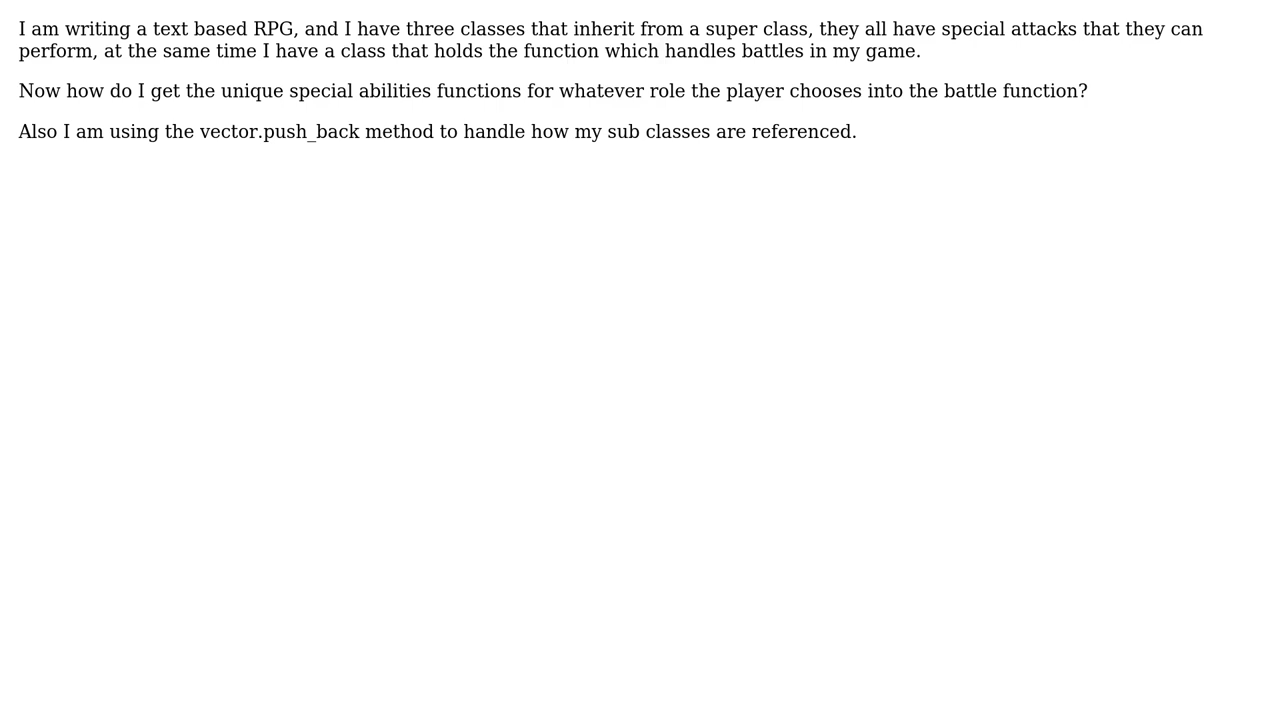 I am writing a text based RPG, and I have three classes that inherit from a super class, they all have special attacks that they can
perform, at the same time I have a class that holds the function which handles battles in my game.
Now how do I get the unique special abilities functions for whatever role the player chooses into the battle function?
Also I am using the vector.push_back method to handle how my sub classes are referenced.